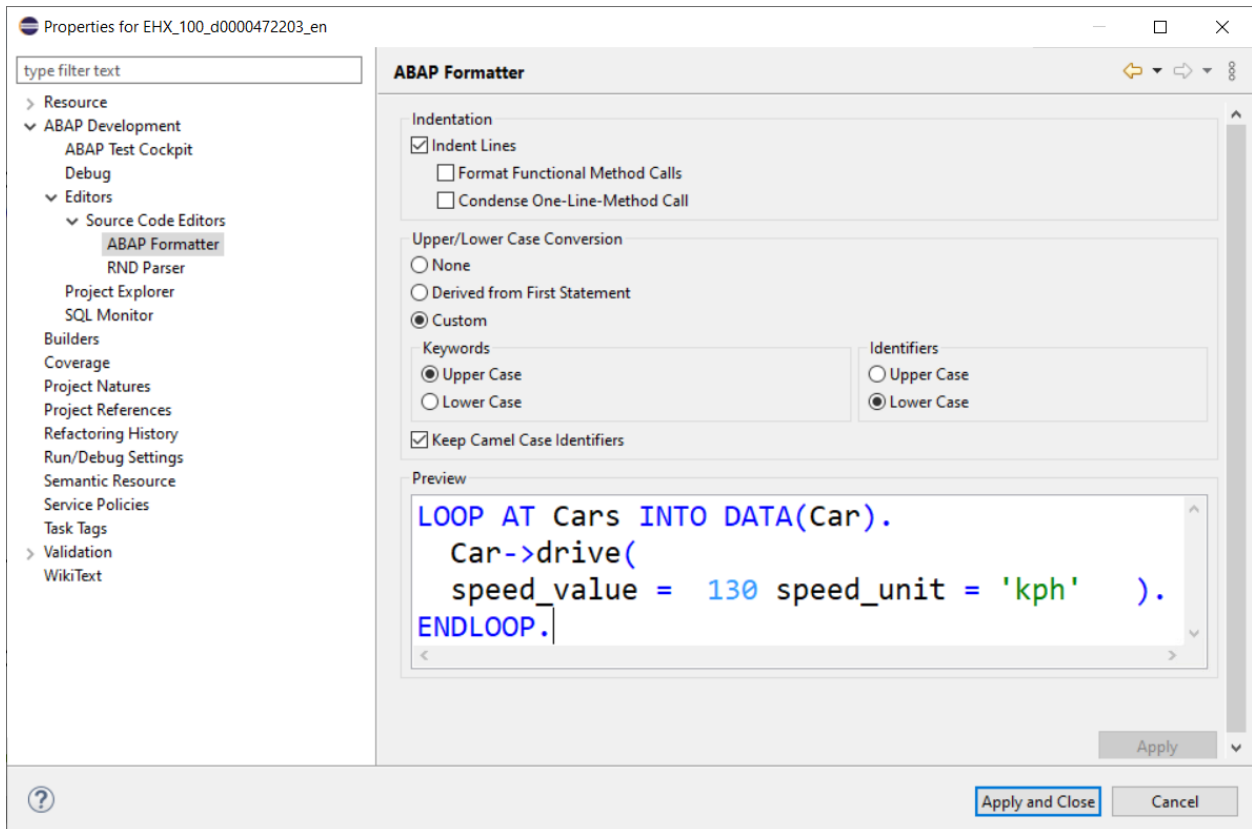 Properties for EHX_100_d0000472203_en
type filter text
Resource
ABAP Development
ABAP Test Cockpit
Debug
Editors
Source Code Editors
ABAP Formatter
RND Parser
Project Explorer
SQL Monitor
Builders
Coverage
Project Natures
Project References
Refactoring History
Run/Debug Settings
Semantic Resource
Service Policies
Task Tags
Validation
WikiText
ABAP Formatter
Indentation
Indent Lines
Format Functional Method Calls
Condense One-Line-Method Call
Upper/Lower Case Conversion
None
Derived from First Statement
Custom
Keywords
Upper Case
Lower Case
Identifiers
Upper Case
Lower Case
Keep Camel Case Identifiers
Preview
LOOP AT Cars INTO DATA(Car).
  Car->drive(
  speed_value =  130 speed_unit = 'kph'   ).
ENDLOOP.
Apply
?
Apply and Close
Cancel